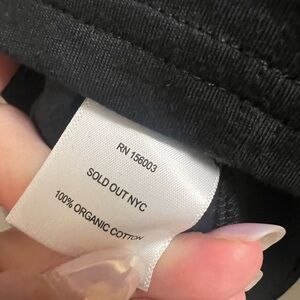 RN 156003
SOLD OUT NYC
100% ORGANIC COTTON